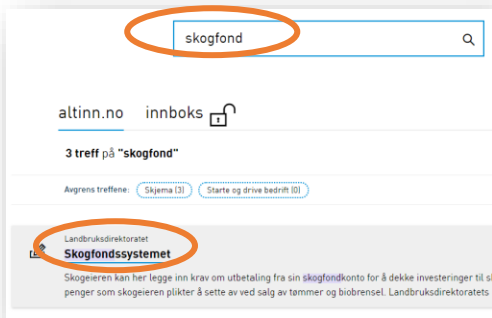 skogfond
altinn.no innboks
3 treff på "skogfond"
Avgrens treffene: Skjema (3) Starte og drive bedrift (0)
Landbruksdirektoratet
Skogfondssystemet
Skogeieren kan her legge inn krav om utbetaling fra sin skogfondkonto for å dekke investeringer til
penger som skogeieren plikter å sette av ved salg av tømmer og biobrensel. Landbruksdirektoratets